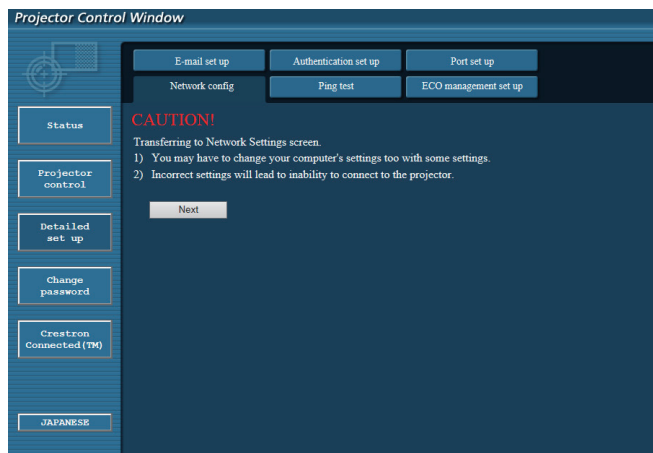 Projector Control Window
E-mail set up
Authentication set up
Port set up
Network config
Ping test
ECO management set up
Status
Projector
control
Detailed
set up
Change
password
Crestron
Connected(TM)
JAPANESE
CAUTION!
Transferring to Network Settings screen.
1) You may have to change your computer's settings too with some settings.
2) Incorrect settings will lead to inability to connect to the projector.
Next